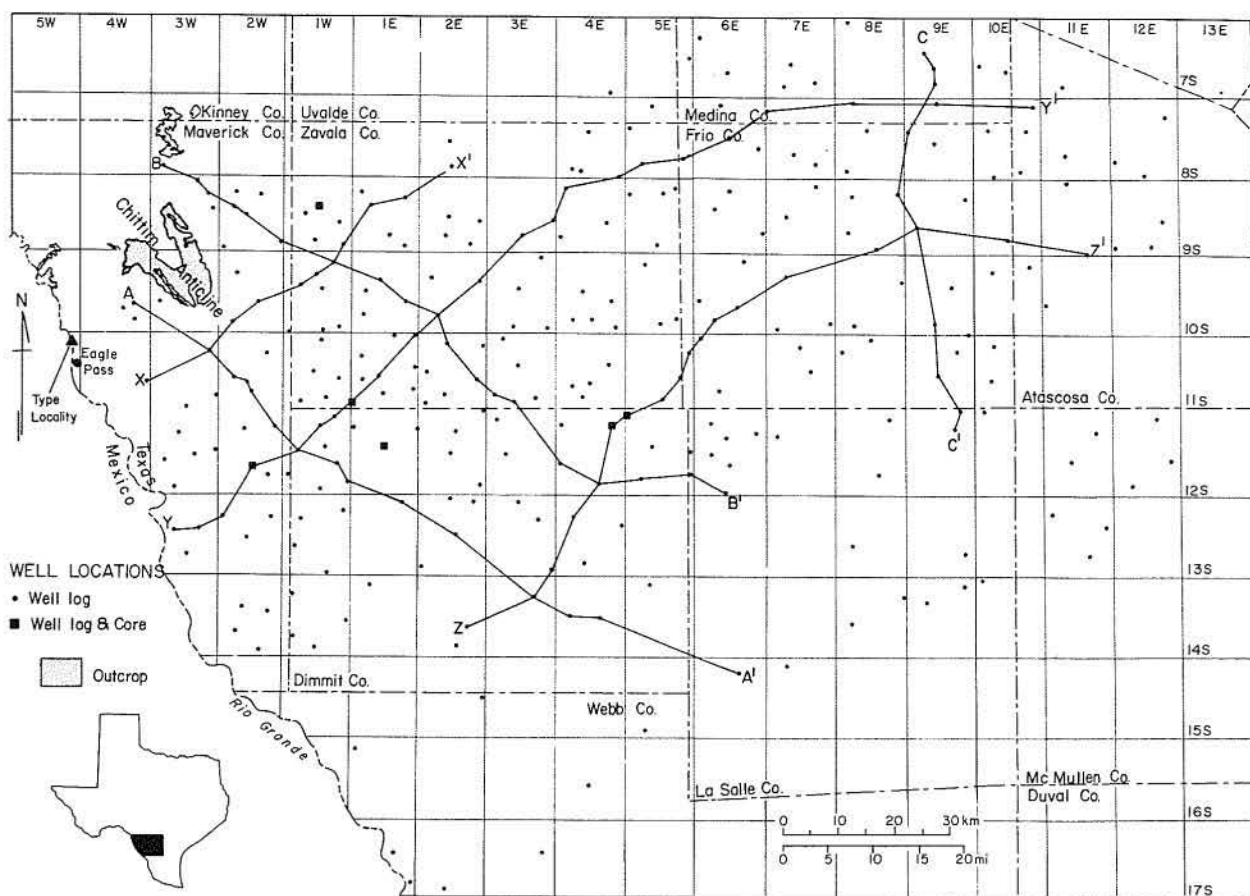 5W 4W 3W 2W 1W 1E 2E 3E 4E 5E 6E 7E 8E 9E 10E 11E 12E 13E
C
7S
Kinney Co. Uvalde Co.
Maverick Co. Zavala Co.
Medina Co.
Frio Co.
Y'
B
X'
8S
Chittim
Anticline
9S
Z'
A
N
10S
Eagle
Pass
X
Type
Locality
11S
Atascosa Co.
C'
Texas
Mexico
12S
B'
Y
WELL LOCATIONS
Well log
Well log & Core
Outcrop
13S
Z
14S
A'
Dimmit Co.
Webb Co.
Rio Grande
15S
La Salle Co.
Mc Mullen Co.
Duval Co.
16S
0 10 20 30 km
0 5 10 15 20 mi
17S